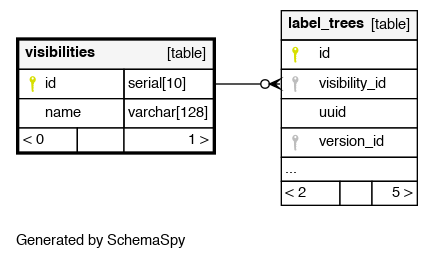 visibilities [table]
id serial[10]
name varchar[128]
< 0 1 >
label_trees [table]
id
visibility_id
uuid
version_id
...
< 2 5 >
Generated by SchemaSpy